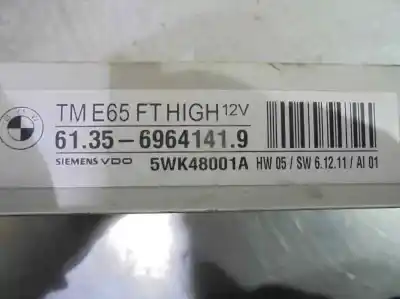 TM E65 FT HIGH 12V
61.35-6964141.9
SIEMENS VDO 5WK48001A HW 05 / SW 6.12.11 / AI 01